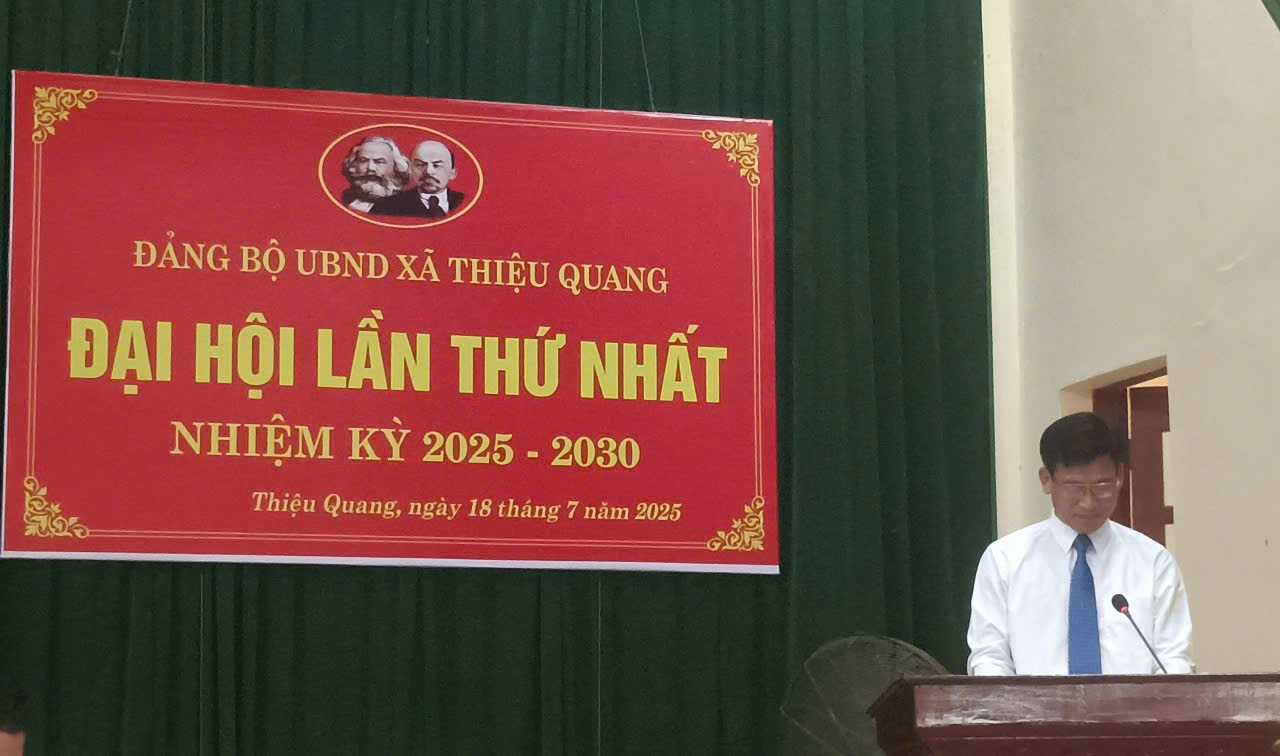 ĐẢNG BỘ UBND XÃ THIỆU QUANG
ĐẠI HỘI LẦN THỨ NHẤT
NHIỆM KỲ 2025 - 2030
Thiệu Quang, ngày 18 tháng 7 năm 2025